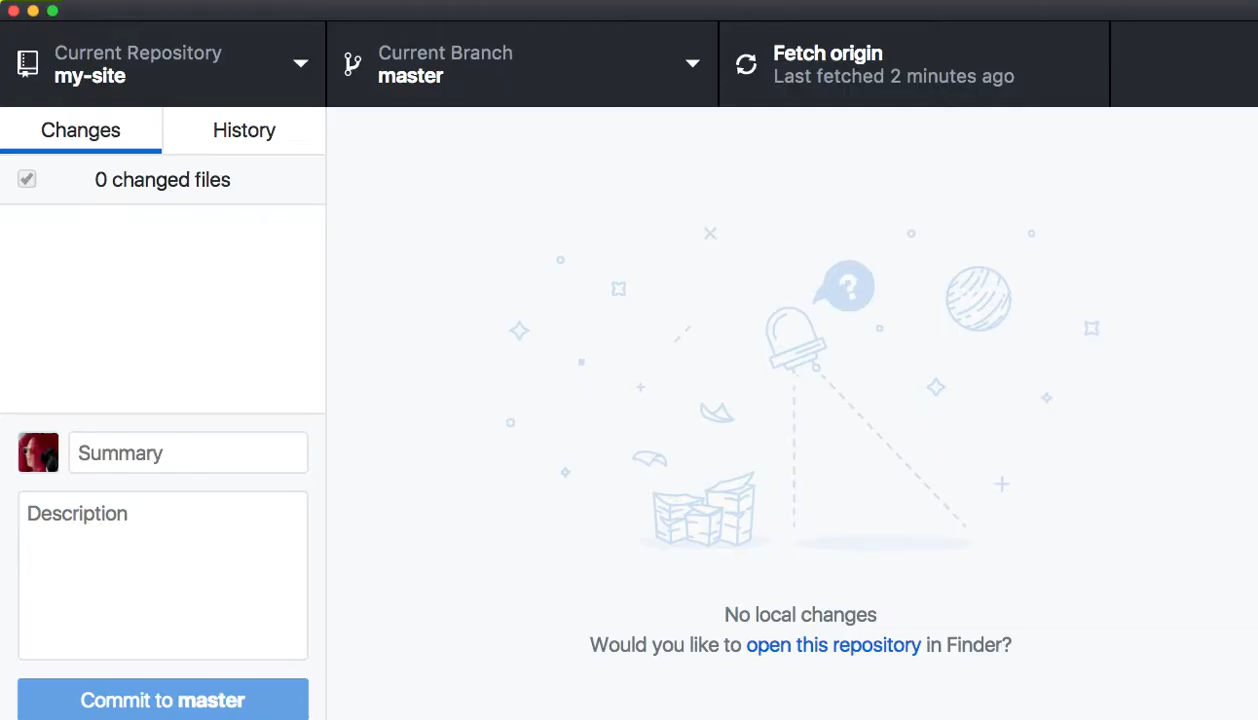 Current Repository
my-site
Current Branch
master
Fetch origin
Last fetched 2 minutes ago
Changes
History
0 changed files
?
Summary
Description
Commit to master
No local changes
Would you like to open this repository in Finder?